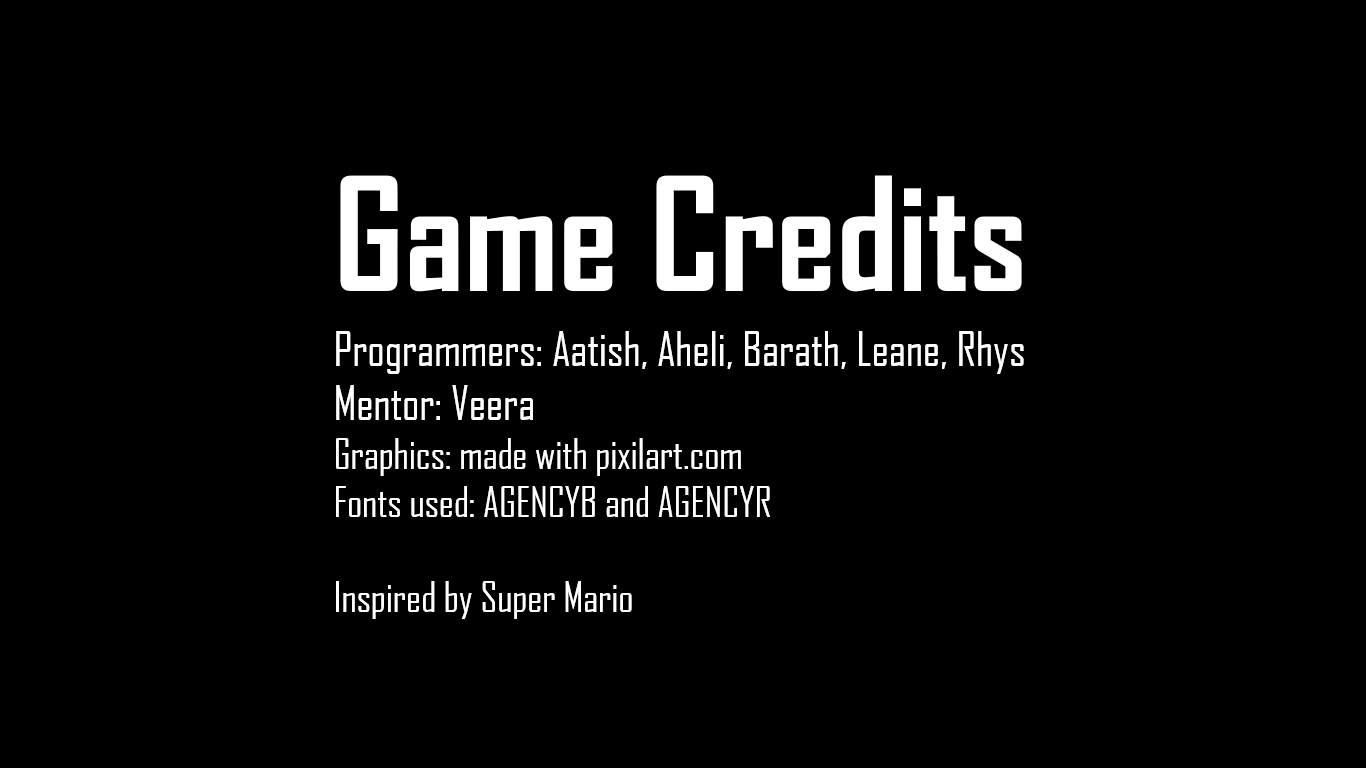 Game Credits
Programmers: Aatish, Aheli, Barath, Leane, Rhys
Mentor: Veera
Graphics: made with pixilart.com
Fonts used: AGENCYB and AGENCYR
Inspired by Super Mario